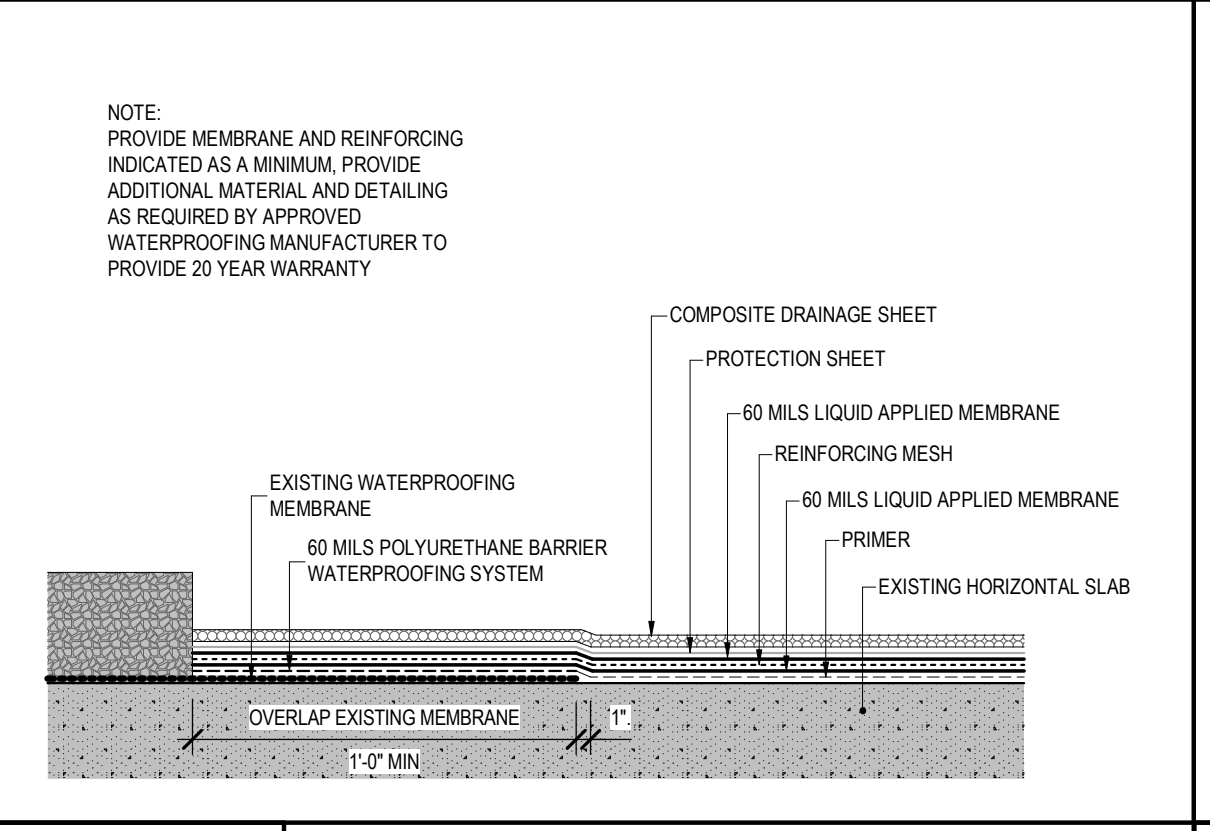 NOTE:
PROVIDE MEMBRANE AND REINFORCING
INDICATED AS A MINIMUM, PROVIDE
ADDITIONAL MATERIAL AND DETAILING
AS REQUIRED BY APPROVED
WATERPROOFING MANUFACTURER TO
PROVIDE 20 YEAR WARRANTY
COMPOSITE DRAINAGE SHEET
PROTECTION SHEET
60 MILS LIQUID APPLIED MEMBRANE
REINFORCING MESH
60 MILS LIQUID APPLIED MEMBRANE
PRIMER
EXISTING HORIZONTAL SLAB
EXISTING WATERPROOFING
MEMBRANE
60 MILS POLYURETHANE BARRIER
WATERPROOFING SYSTEM
OVERLAP EXISTING MEMBRANE
1".
1'-0" MIN